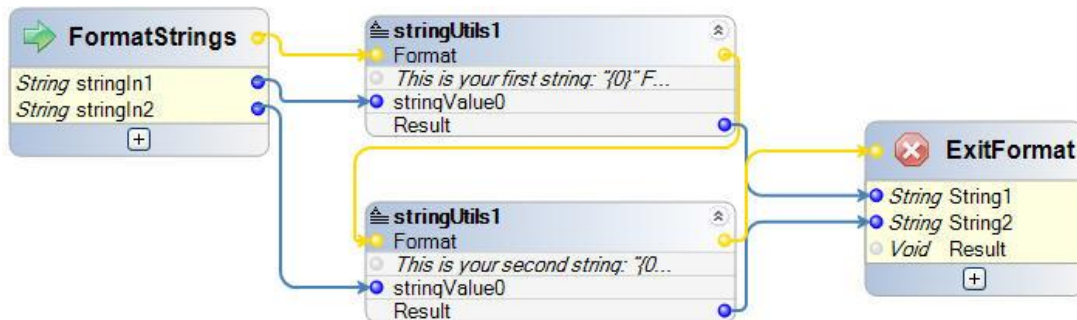 FormatStrings
String stringIn1
String stringIn2
stringUtils1
Format
This is your first string: "{0}" F...
stringValue0
Result
stringUtils1
Format
This is your second string: "{0...
stringValue0
Result
ExitFormat
String String1
String String2
Void Result